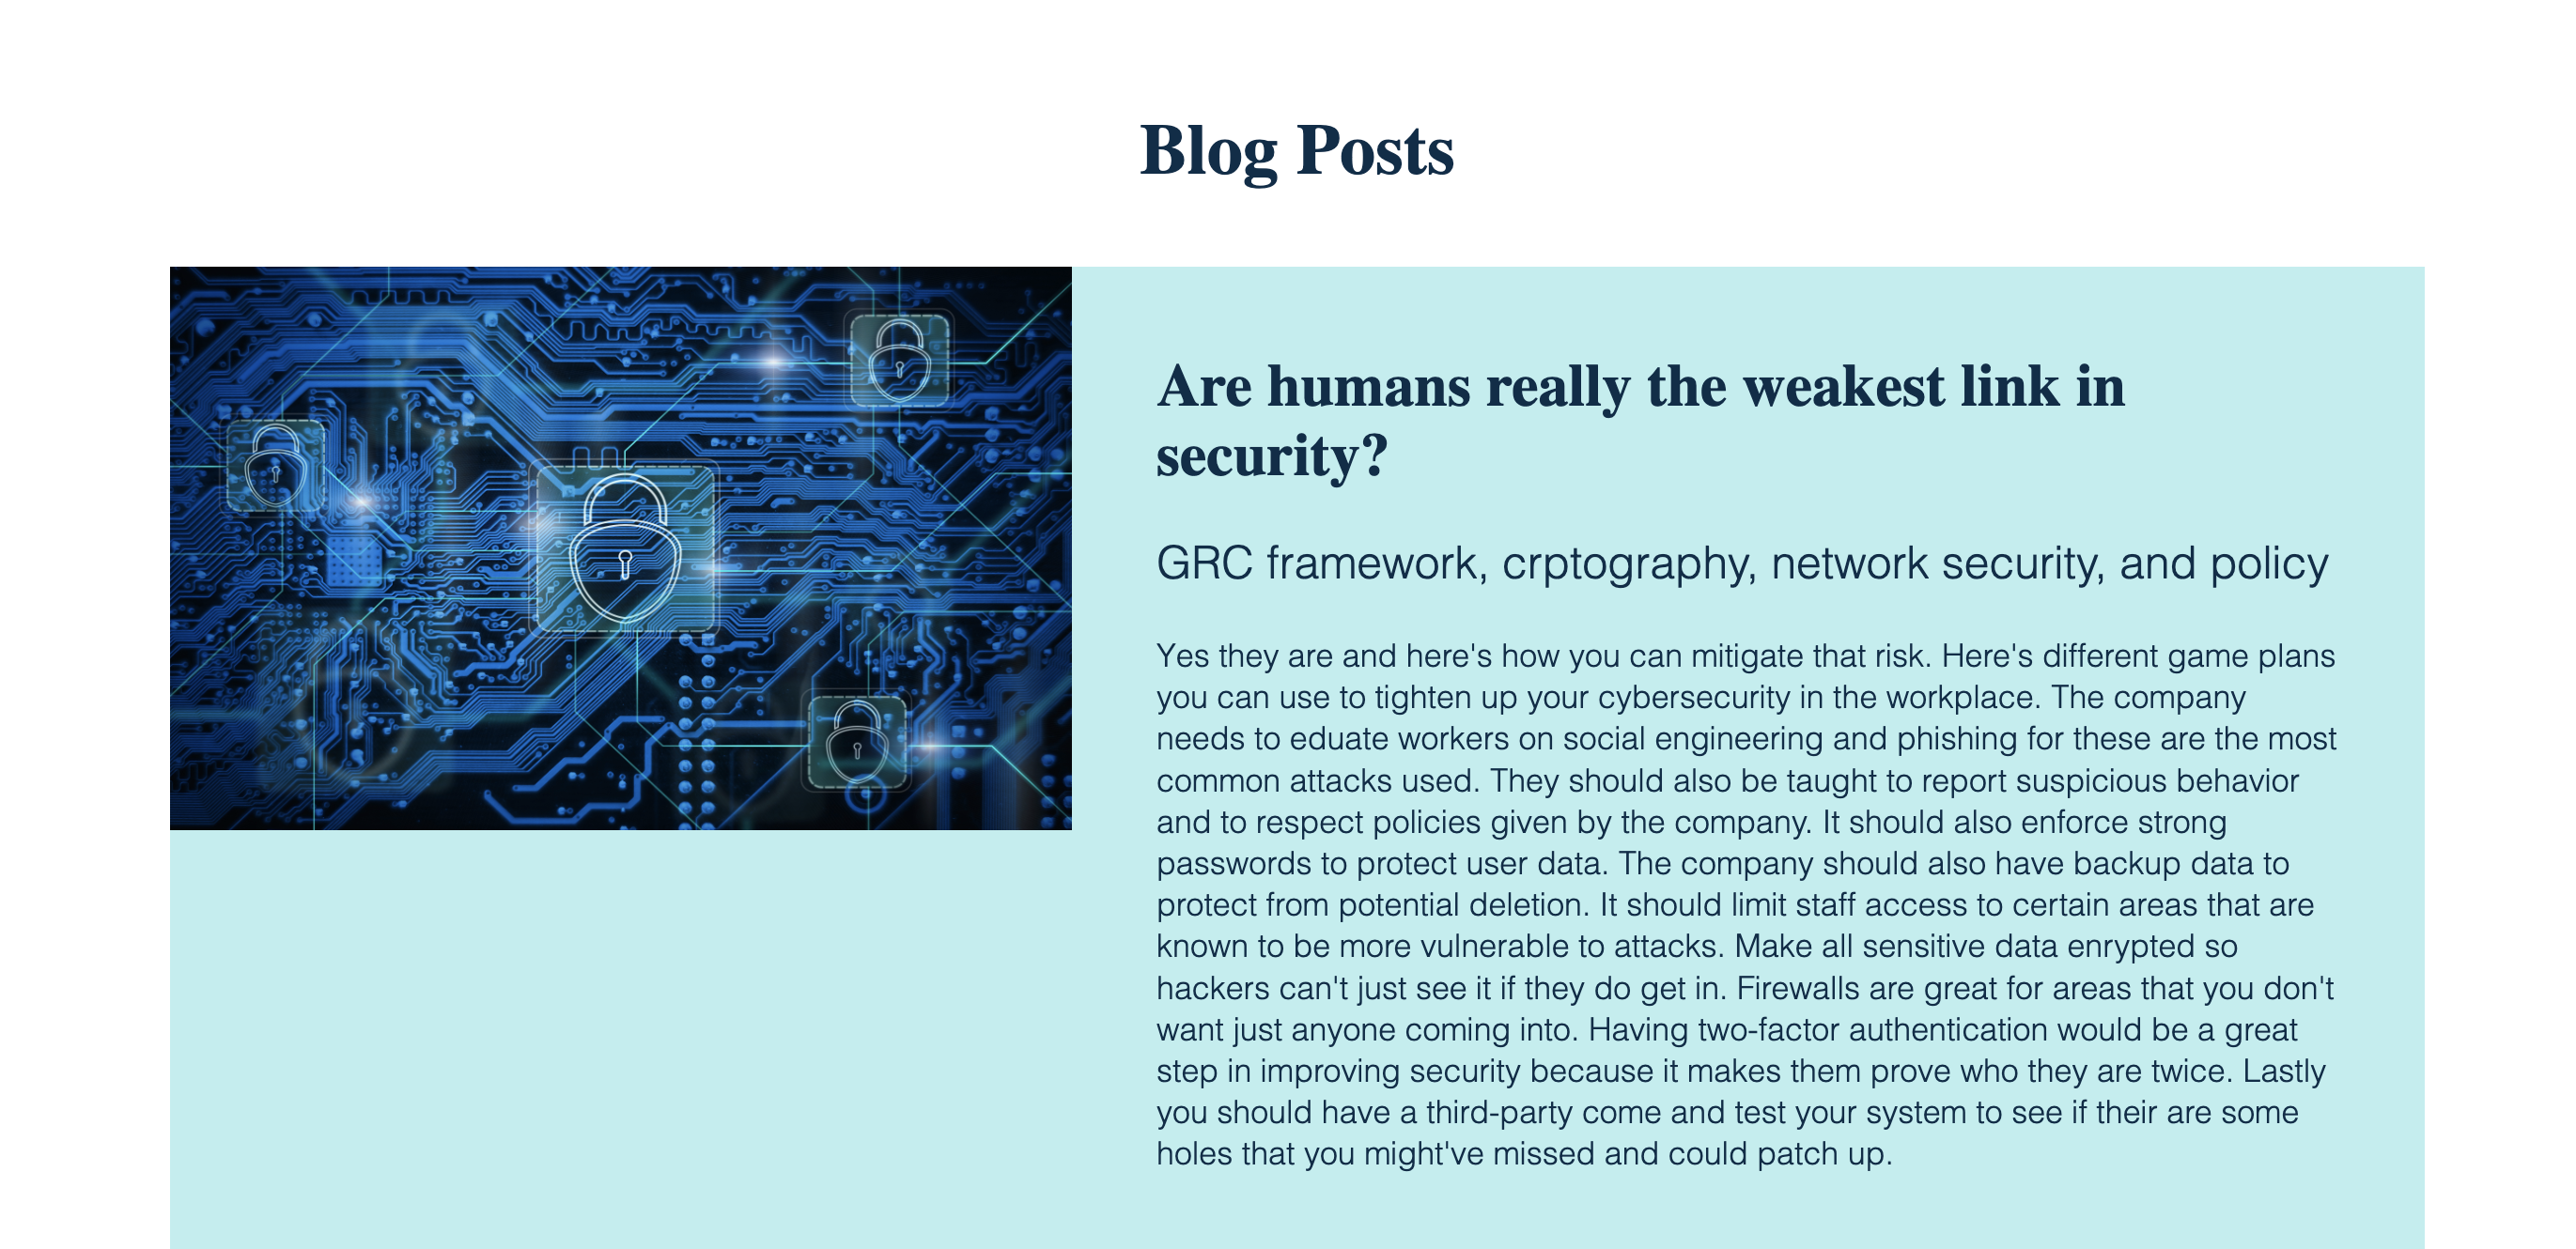 Blog Posts
Are humans really the weakest link in
security?
GRC framework, crptography, network security, and policy
Yes they are and here's how you can mitigate that risk. Here's different game plans
you can use to tighten up your cybersecurity in the workplace. The company
needs to eduate workers on social engineering and phishing for these are the most
common attacks used. They should also be taught to report suspicious behavior
and to respect policies given by the company. It should also enforce strong
passwords to protect user data. The company should also have backup data to
protect from potential deletion. It should limit staff access to certain areas that are
known to be more vulnerable to attacks. Make all sensitive data enrypted so
hackers can't just see it if they do get in. Firewalls are great for areas that you don't
want just anyone coming into. Having two-factor authentication would be a great
step in improving security because it makes them prove who they are twice. Lastly
you should have a third-party come and test your system to see if their are some
holes that you might've missed and could patch up.